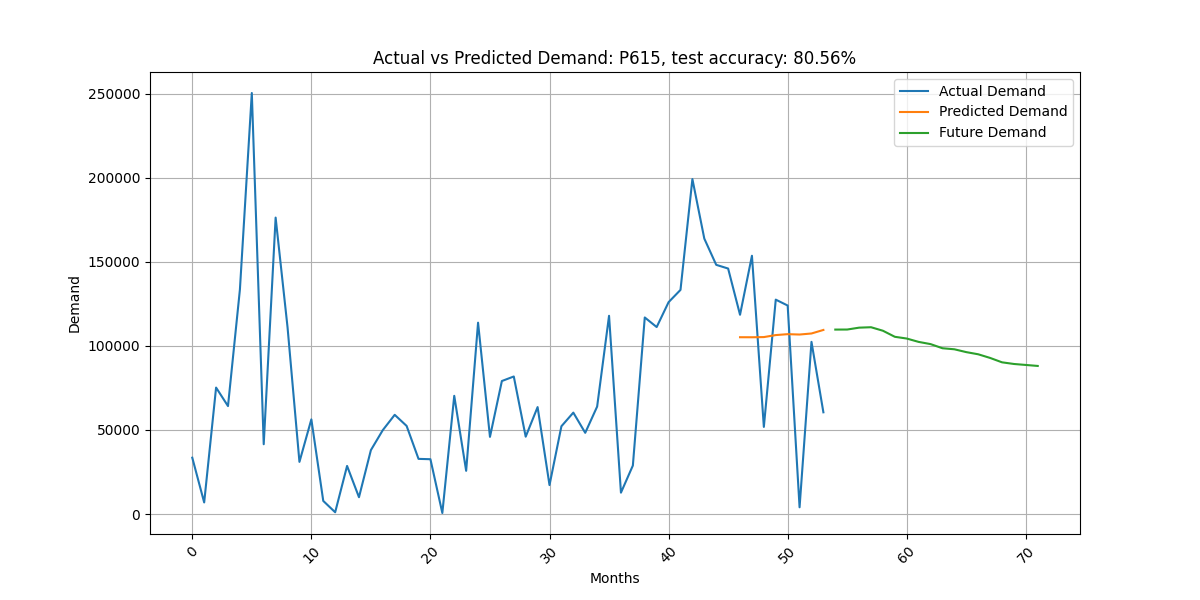 Actual vs Predicted Demand: P615, test accuracy: 80.56%
Actual Demand
Predicted Demand
Future Demand
250000
200000
150000
100000
50000
0
Demand
0 10 20 30 40 50 60 70
Months